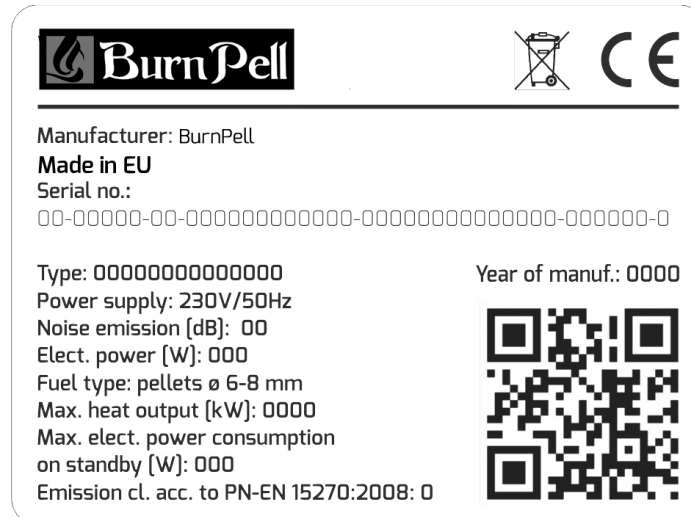 BurnPell
CE
Manufacturer: BurnPell
Made in EU
Serial no.:
00-00000-00-000000000000-00000000000000-000000-0
Type: 00000000000000
Year of manuf.: 0000
Power supply: 230V/50Hz
Noise emission [dB]: 00
Elect. power [W]: 000
Fuel type: pellets ø 6-8 mm
Max. heat output [kW]: 0000
Max. elect. power consumption
on standby [W]: 000
Emission cl. acc. to PN-EN 15270:2008: 0